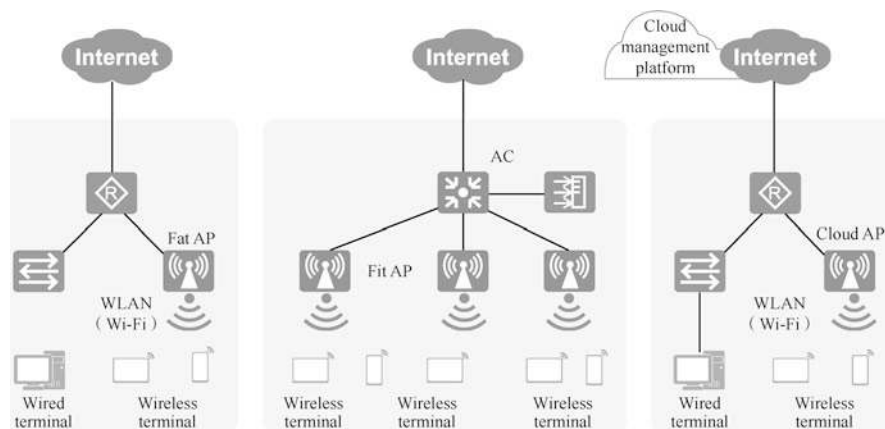 Internet
R
Fat AP
WLAN
( Wi-Fi )
Wired
terminal
Wireless
terminal
Internet
AC
Fit AP
Wireless
terminal
Wireless
terminal
Wireless
terminal
Cloud
management
platform
Internet
R
Cloud AP
WLAN
( Wi-Fi )
Wired
terminal
Wireless
terminal